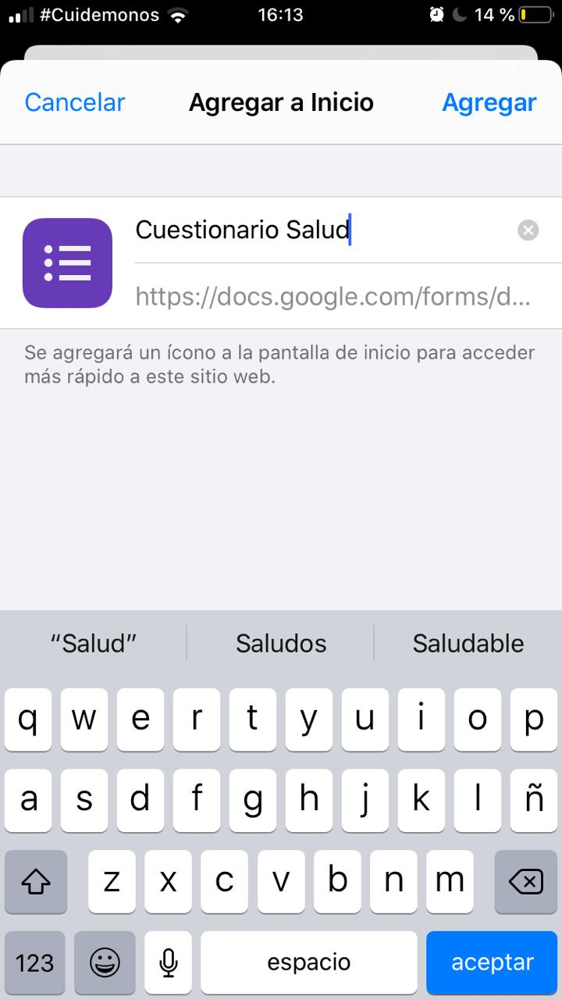 #Cuidemonos 16:13 14 %
Cancelar Agregar a Inicio Agregar
Cuestionario Salud
https://docs.google.com/forms/d...
Se agregará un ícono a la pantalla de inicio para acceder
más rápido a este sitio web.
“Salud” Saludos Saludable
q w e r t y u i o p
a s d f g h j k l ñ
z x c v b n m
123 espacio aceptar